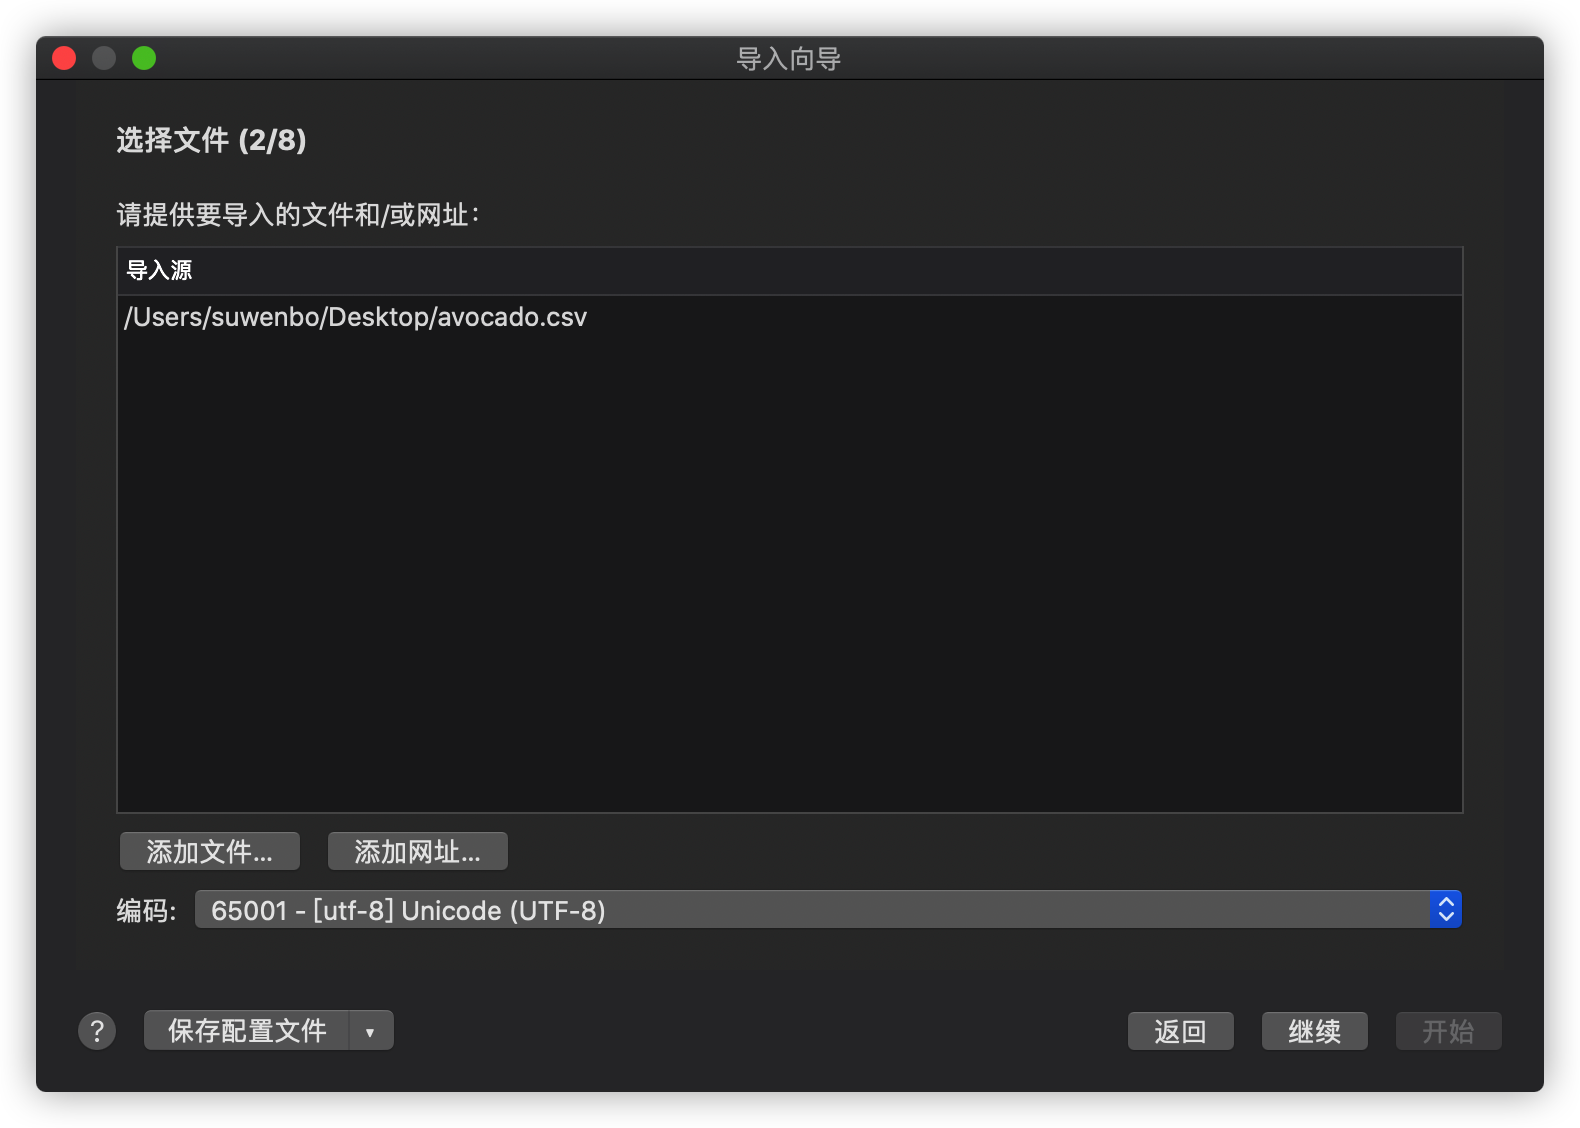 导入向导
选择文件 (2/8)
请提供要导入的文件和/或网址:
导入源
/Users/suwenbo/Desktop/avocado.csv
添加文件... 添加网址...
编码: 65001 - [utf-8] Unicode (UTF-8)
? 保存配置文件 ▼ 返回 继续 开始